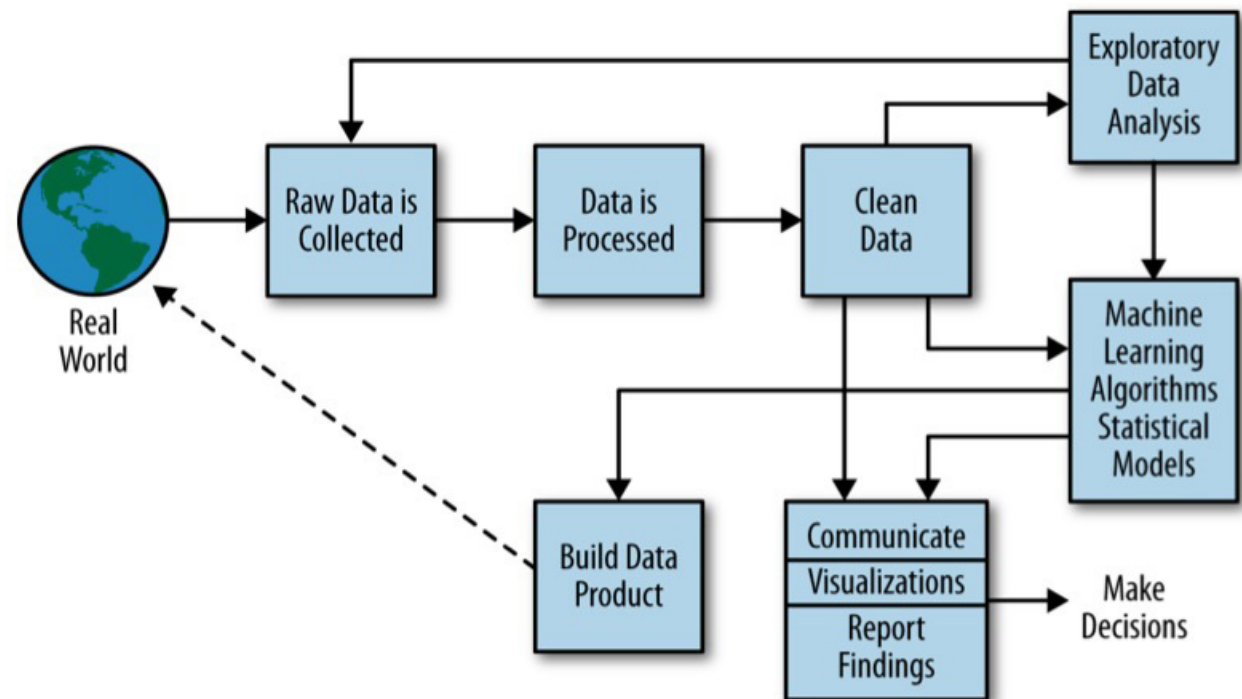 Exploratory
Data
Analysis
Real
World
Raw Data is
Collected
Data is
Processed
Clean
Data
Machine
Learning
Algorithms
Statistical
Models
Build Data
Product
Communicate
Visualizations
Report
Findings
Make
Decisions